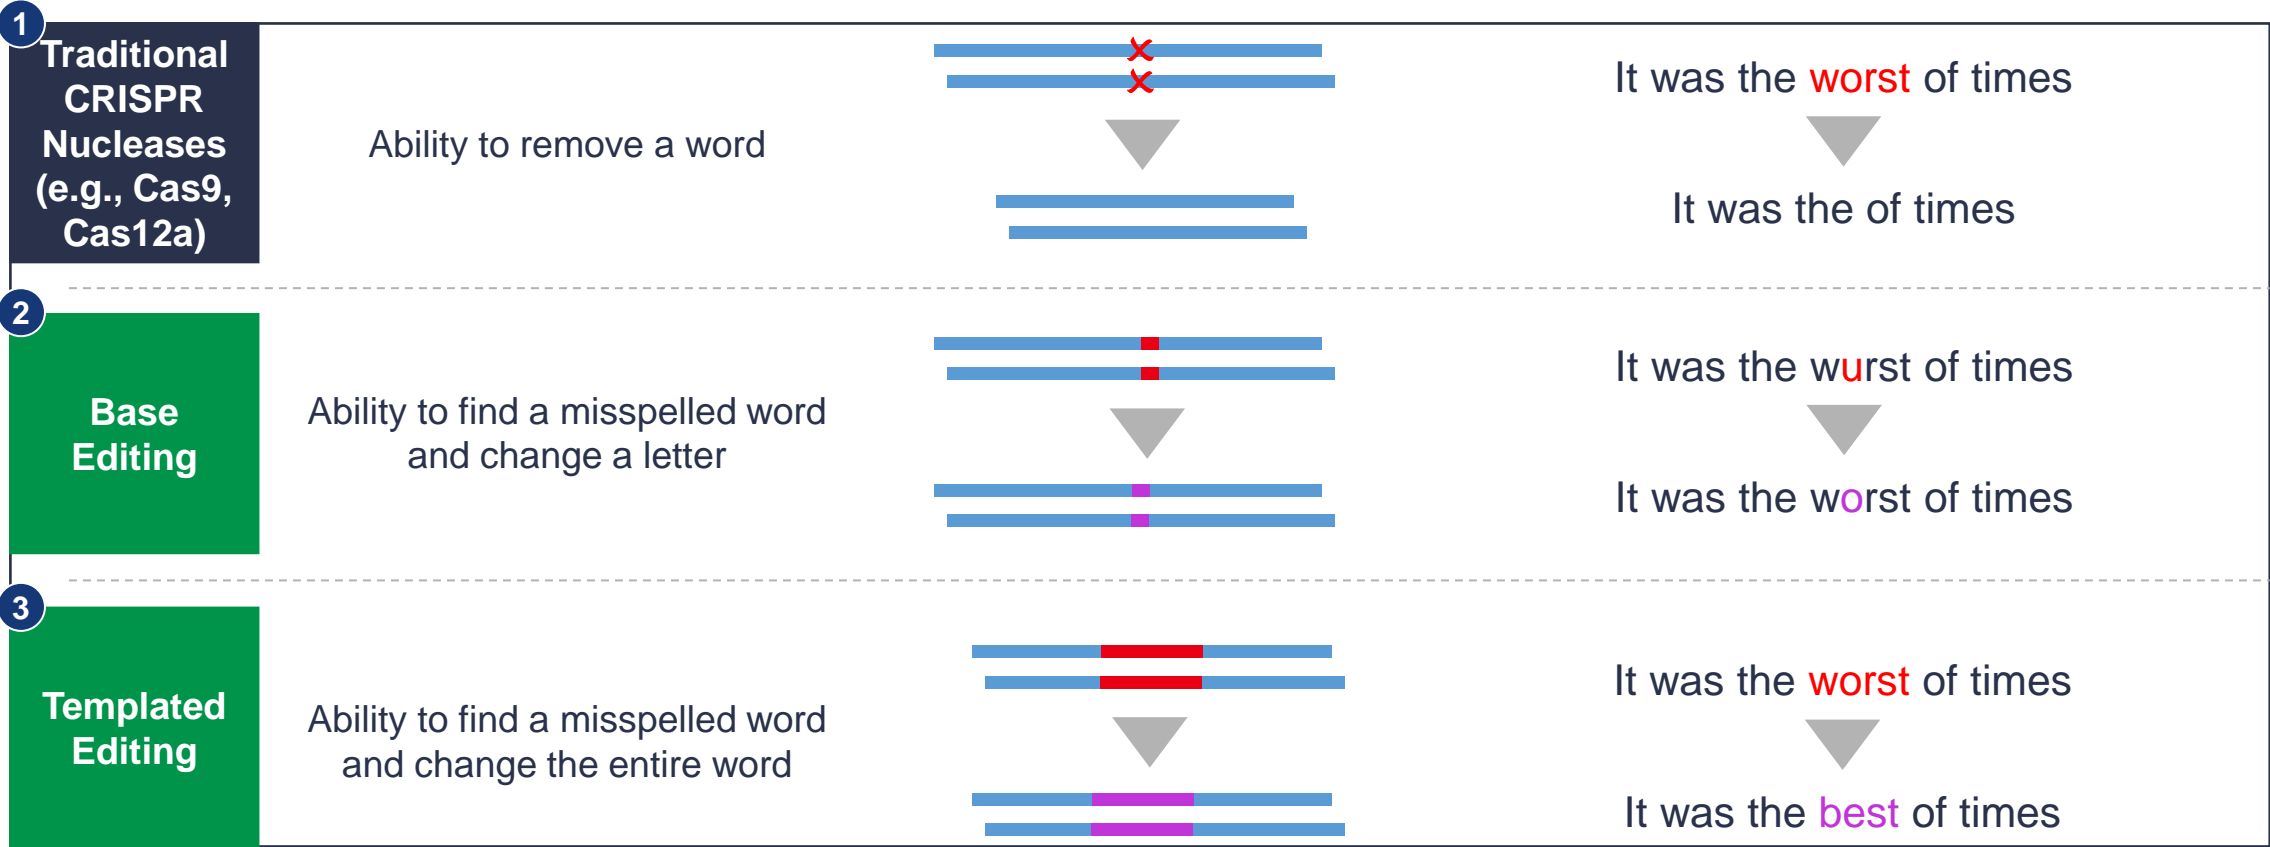 1
Traditional
CRISPR
Nucleases
(e.g., Cas9,
Cas12a)
Ability to remove a word
It was the worst of times
It was the of times
2
Base
Editing
Ability to find a misspelled word
and change a letter
It was the wurst of times
It was the worst of times
3
Templated
Editing
Ability to find a misspelled word
and change the entire word
It was the worst of times
It was the best of times